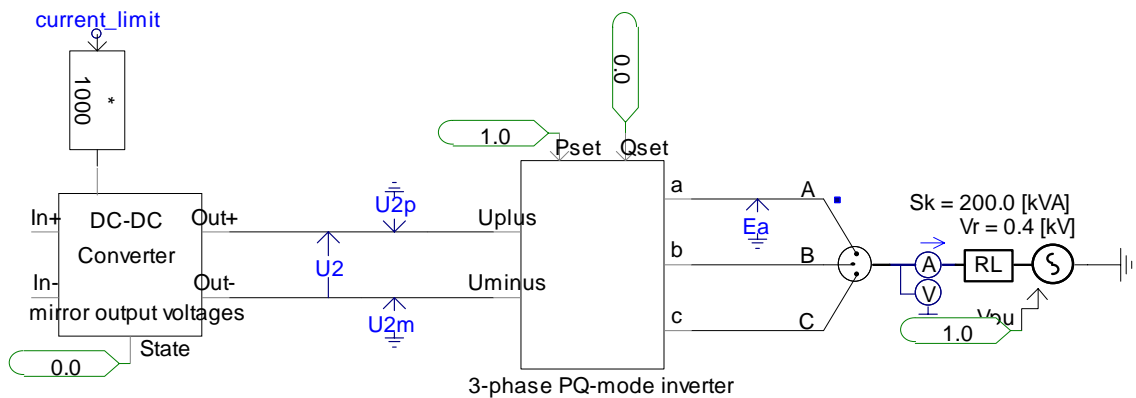 current_limit
*
1000
0.0
1.0
Pset
Qset
In+
DC-DC
Converter
Out+
In-
Out-
mirror output voltages
State
0.0
U2p
U2
U2m
Uplus
Uminus
a
b
c
3-phase PQ-mode inverter
A
B
C
Ea
Sk = 200.0 [kVA]
Vr = 0.4 [kV]
A
V
RL
Vpu
1.0